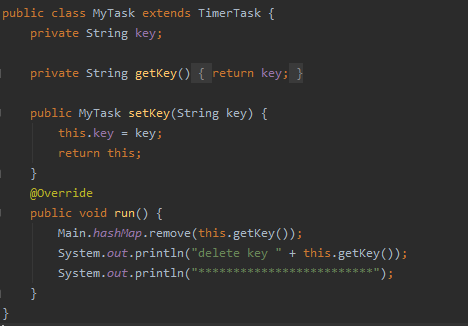 public class MyTask extends TimerTask {
    private String key;
    private String getKey() { return key; }
    public MyTask setKey(String key) {
        this.key = key;
        return this;
    }
    @Override
    public void run() {
        Main.hashMap.remove(this.getKey());
        System.out.println("delete key " + this.getKey());
        System.out.println("*************************");
    }
}